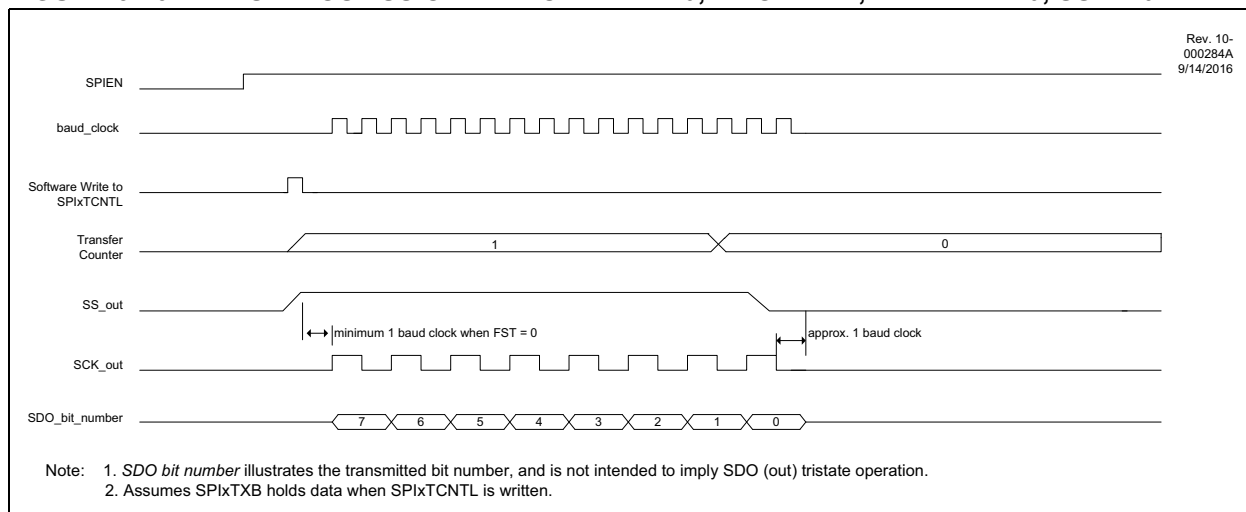 Rev. 10-
000284A
9/14/2016
SPIEN
baud_clock
Software Write to
SPIxTCNTL
Transfer
Counter
1
0
SS_out
minimum 1 baud clock when FST = 0
approx. 1 baud clock
SCK_out
SDO_bit_number
7 6 5 4 3 2 1 0
Note: 1. SDO bit number illustrates the transmitted bit number, and is not intended to imply SDO (out) tristate operation.
2. Assumes SPIxTXB holds data when SPIxTCNTL is written.